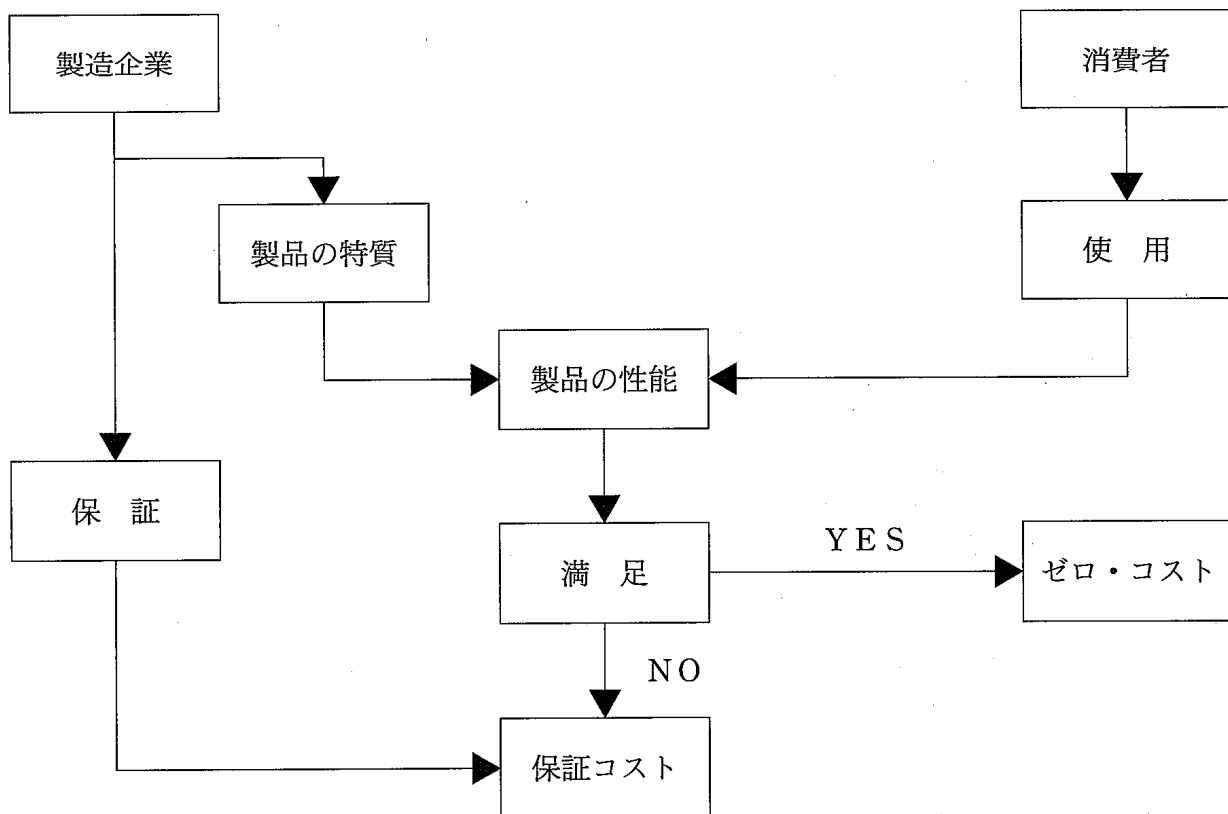 製造企業
消費者
製品の特質
使 用
製品の性能
保 証
満 足
YES
ゼロ・コスト
NO
保証コスト